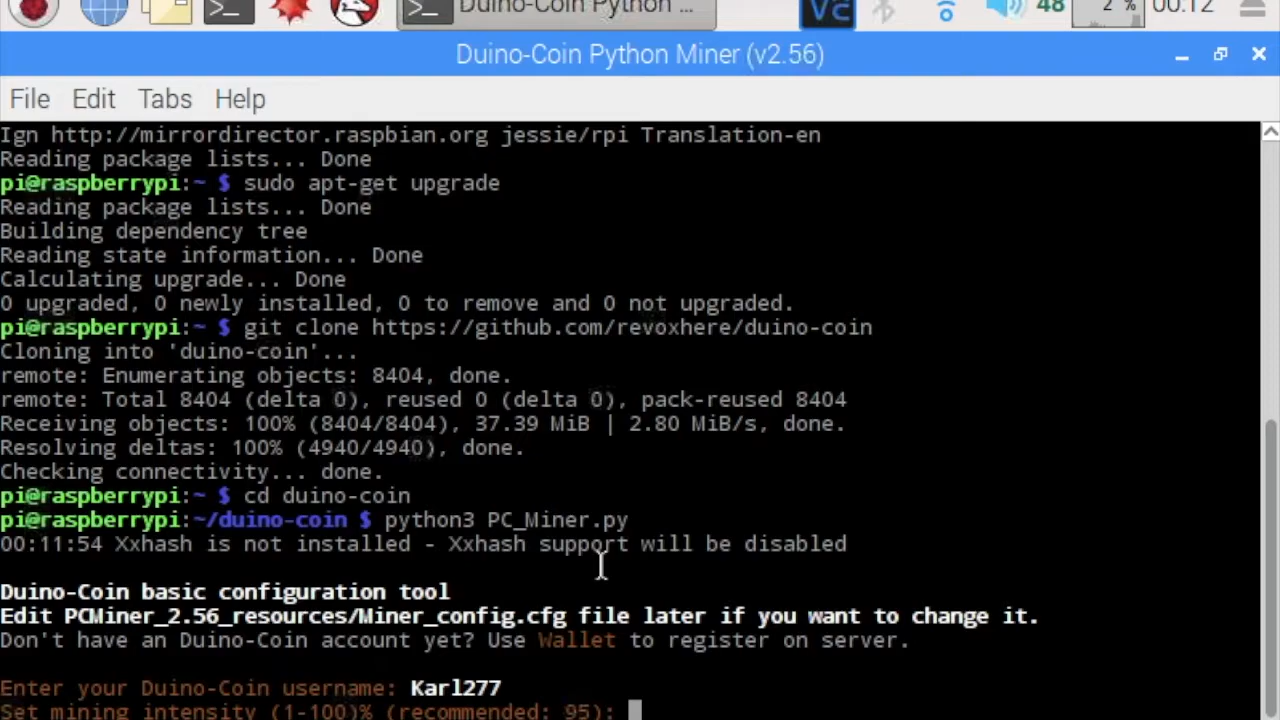 Duino-Coin Python ...
48
2 %
00:12
Duino-Coin Python Miner (v2.56)
File Edit Tabs Help
Ign http://mirrordirector.raspbian.org jessie/rpi Translation-en
Reading package lists... Done
pi@raspberrypi:~ $ sudo apt-get upgrade
Reading package lists... Done
Building dependency tree
Reading state information... Done
Calculating upgrade... Done
0 upgraded, 0 newly installed, 0 to remove and 0 not upgraded.
pi@raspberrypi:~ $ git clone https://github.com/revoxhere/duino-coin
Cloning into 'duino-coin'...
remote: Enumerating objects: 8404, done.
remote: Total 8404 (delta 0), reused 0 (delta 0), pack-reused 8404
Receiving objects: 100% (8404/8404), 37.39 MiB | 2.80 MiB/s, done.
Resolving deltas: 100% (4940/4940), done.
Checking connectivity... done.
pi@raspberrypi:~ $ cd duino-coin
pi@raspberrypi:~/duino-coin $ python3 PC_Miner.py
00:11:54 Xxhash is not installed - Xxhash support will be disabled
Duino-Coin basic configuration tool
Edit PCMiner_2.56_resources/Miner_config.cfg file later if you want to change it.
Don't have an Duino-Coin account yet? Use Wallet to register on server.
Enter your Duino-Coin username: Karl277
Set mining intensity (1-100)% (recommended: 95):